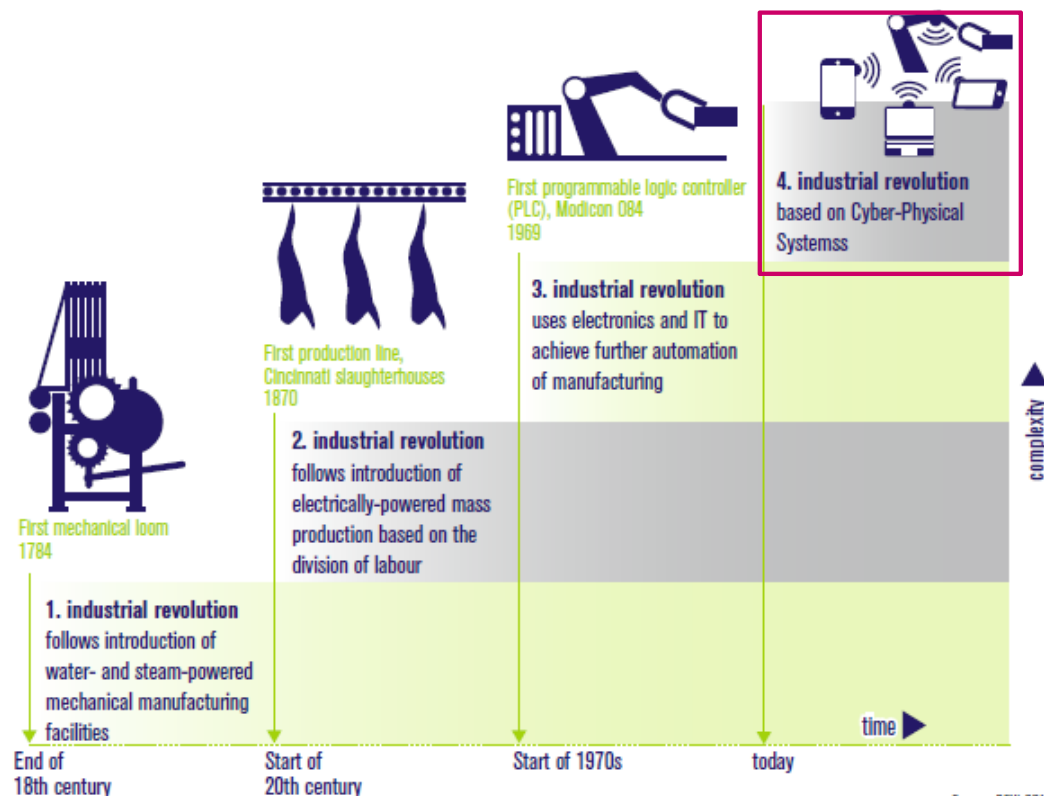 4. industrial revolution
based on Cyber-Physical
Systemss
First programmable logic controller
(PLC), Modicon 084
1969
3. industrial revolution
uses electronics and IT to
achieve further automation
of manufacturing
First production line,
Cincinnati slaughterhouses
1870
2. industrial revolution
follows introduction of
electrically-powered mass
production based on the
division of labour
First mechanical loom
1784
1. industrial revolution
follows introduction of
water- and steam-powered
mechanical manufacturing
facilities
complexity
time
End of
18th century
Start of
20th century
Start of 1970s
today